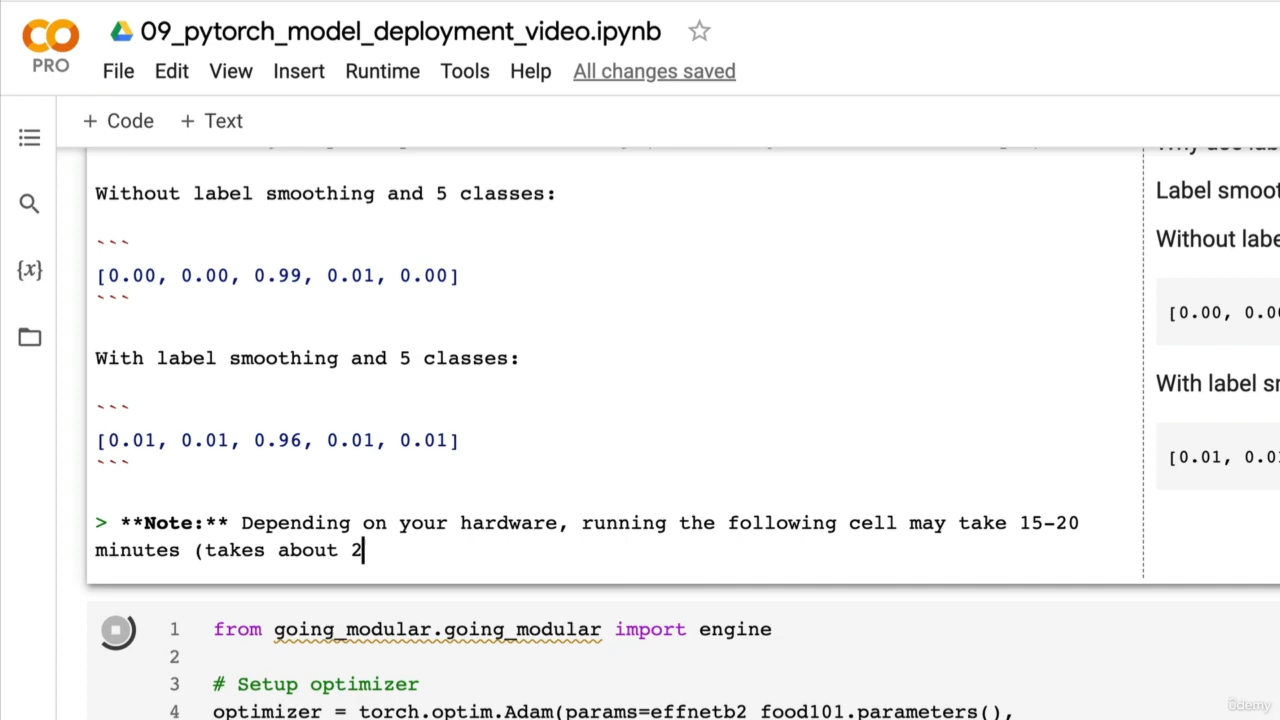 09_pytorch_model_deployment_video.ipynb
PRO
File Edit View Insert Runtime Tools Help All changes saved
+ Code + Text
Without label smoothing and 5 classes:
```
[0.00, 0.00, 0.99, 0.01, 0.00]
```
With label smoothing and 5 classes:
```
[0.01, 0.01, 0.96, 0.01, 0.01]
```
> **Note:** Depending on your hardware, running the following cell may take 15-20
minutes (takes about 2
Label smoot
Without labe
[0.00, 0.00
With label sr
[0.01, 0.01
{x}
1 from going_modular.going_modular import engine
2
3 # Setup optimizer
4 optimizer = torch.optim.Adam(params=effnetb2_food101.parameters(),
ûdemy